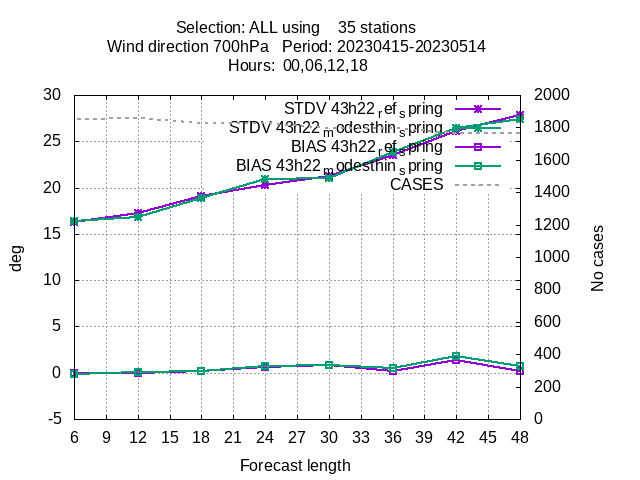 Selection: ALL using    35 stations
Wind direction 700hPa   Period: 20230415-20230514
Hours: 00,06,12,18
STDV 43h22_ref_spring
STDV 43h22_modesthin_spring
BIAS 43h22_ref_spring
BIAS 43h22_modesthin_spring
CASES
30
25
20
15
10
5
0
-5
deg
2000
1800
1600
1400
1200
1000
800
600
400
200
0
No cases
6 9 12 15 18 21 24 27 30 33 36 39 42 45 48
Forecast length